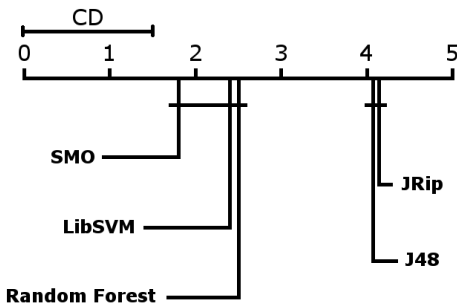 CD
0 1 2 3 4 5
SMO
JRip
LibSVM
J48
Random Forest